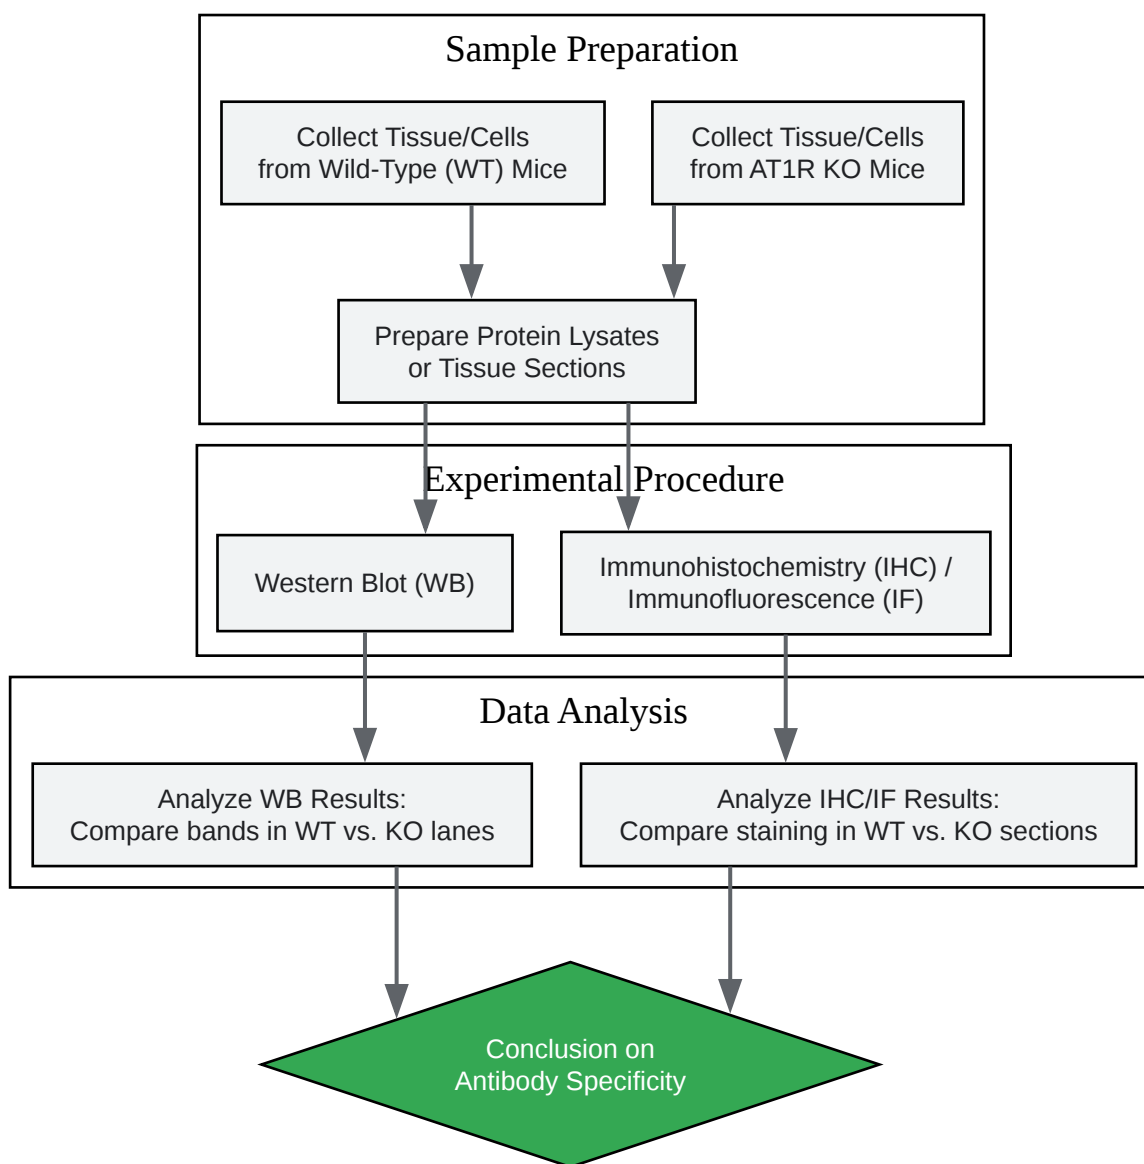 Sample Preparation
Collect Tissue/Cells
from Wild-Type (WT) Mice
Collect Tissue/Cells
from AT1R KO Mice
Prepare Protein Lysates
or Tissue Sections
Experimental Procedure
Western Blot (WB)
Immunohistochemistry (IHC) /
Immunofluorescence (IF)
Data Analysis
Analyze WB Results:
Compare bands in WT vs. KO lanes
Analyze IHC/IF Results:
Compare staining in WT vs. KO sections
Conclusion on
Antibody Specificity